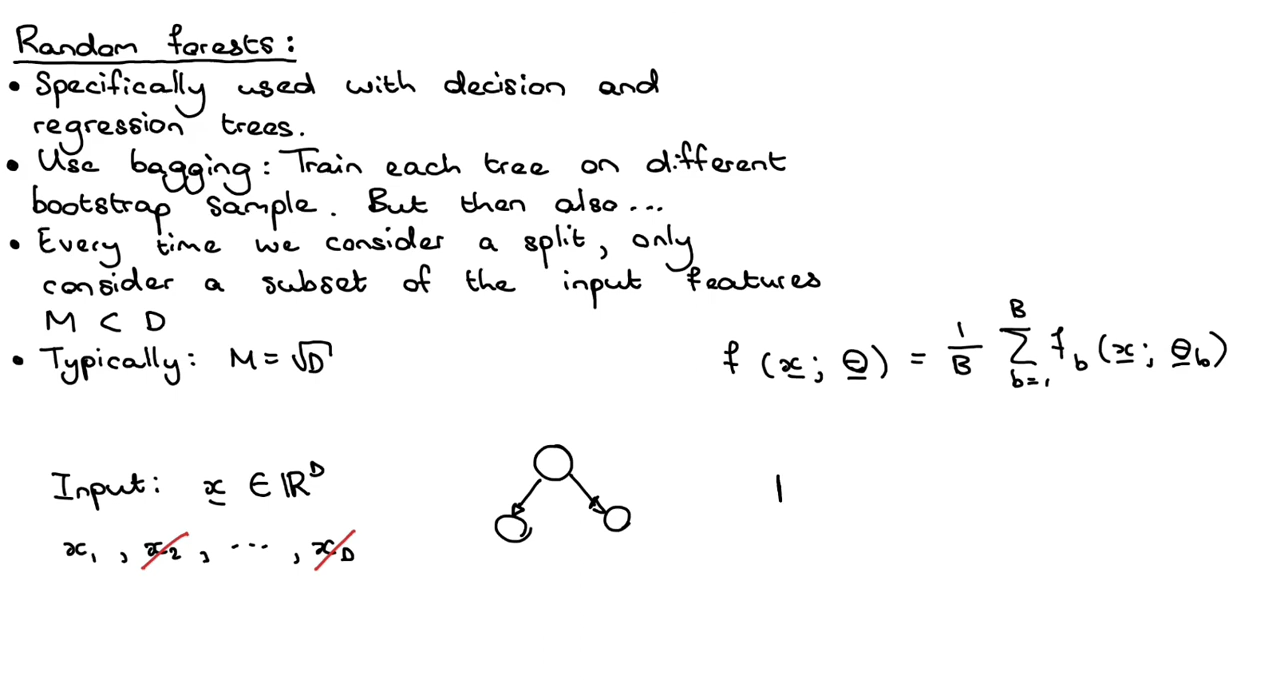 Random forests:
• Specifically used with decision and
regression trees.
• Use bagging: Train each tree on different
bootstrap sample. But then also...
• Every time we consider a split, only
consider a subset of the input features
M < D
• Typically: M = √D
f(x; θ) = 1/B ∑_{b=1}^{B} f_b(x; θ_b)
Input: x ∈ ℝ^D
x₁, x₂, ..., x_D